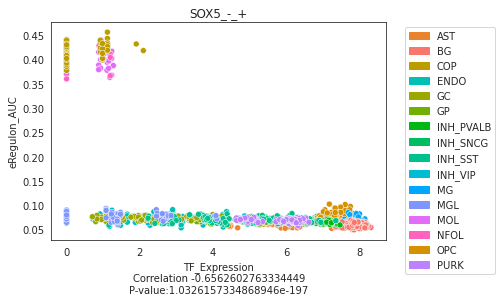 SOX5_-_+
0.45
0.40
0.35
0.30
0.25
0.20
0.15
0.10
0.05
eRegulon_AUC
0 2 4 6 8
TF_Expression
Correlation -0.6562602763334449
P-value:1.0326157334868946e-197
AST
BG
COP
ENDO
GC
GP
INH_PVALB
INH_SNCG
INH_SST
INH_VIP
MG
MGL
MOL
NFOL
OPC
PURK